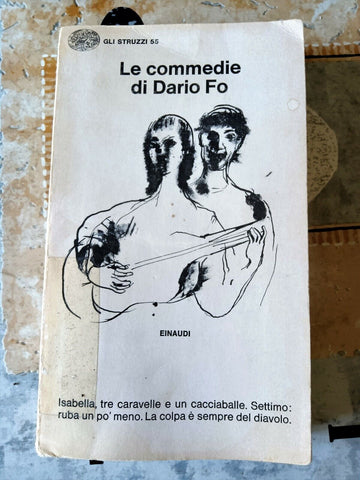 GLI STRUZZI 55
Le commedie
di Dario Fo
EINAUDI
Isabella, tre caravelle e un cacciaballe. Settimo:
ruba un po' meno. La colpa è sempre del diavolo.